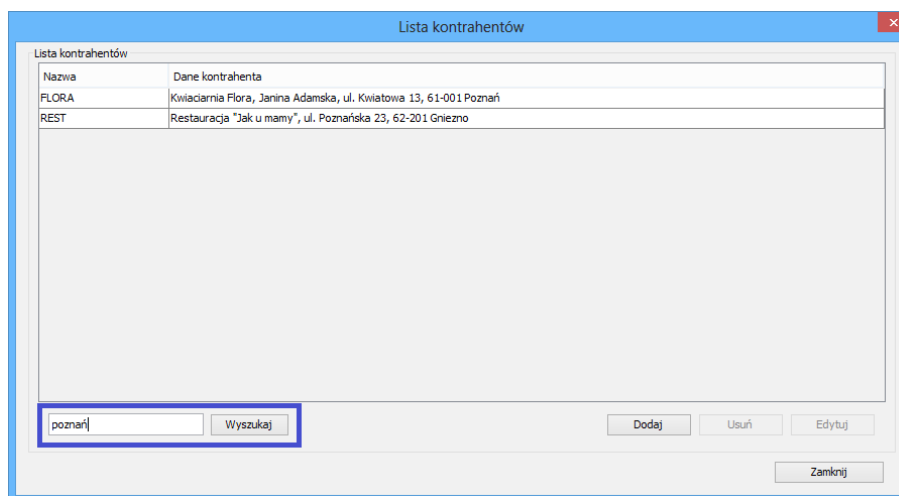 Lista kontrahentów
Lista kontrahentów
Nazwa Dane kontrahenta
FLORA Kwiaciarnia Flora, Janina Adamska, ul. Kwiatowa 13, 61-001 Poznań
REST Restauracja "Jak u mamy", ul. Poznańska 23, 62-201 Gniezno
poznań Wyszukaj Dodaj Usuń Edytuj
Zamknij